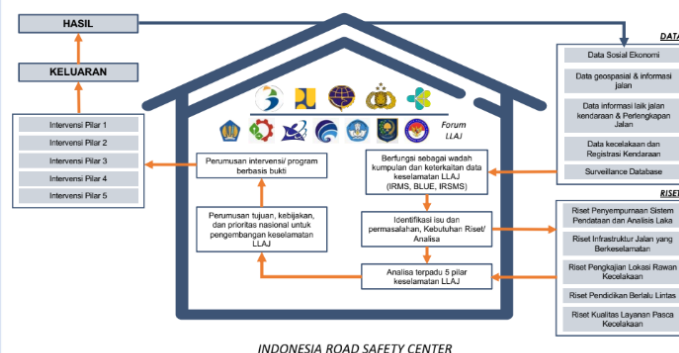 HASIL
KELUARAN
Intervensi Pilar 1
Intervensi Pilar 2
Intervensi Pilar 3
Intervensi Pilar 4
Intervensi Pilar 5
Forum
LLAJ
Perumusan intervensi/ program
berbasis bukti
Perumusan tujuan, kebijakan,
dan prioritas nasional untuk
pengembangan keselamatan
LLAJ
Berfungsi sebagai wadah
kumpulan dan keterkaitan data
keselamatan LLAJ
(IRMS, BLUE, IRSMS)
Identifikasi isu dan
permasalahan, Kebutuhan Riset/
Analisa
Analisa terpadu 5 pilar
keselamatan LLAJ
DATA
Data Sosial Ekonomi
Data geospasial & informasi
jalan
Data informasi laik jalan
kendaraan & Perlengkapan
Jalan
Data kecelakaan dan
Registrasi Kendaraan
Surveillance Database
RISET
Riset Penyempurnaan Sistem
Pendataan dan Analisis Laka
Riset Infrastruktur Jalan yang
Berkeselamatan
Riset Pengkajian Lokasi Rawan
Kecelakaan
Riset Pendidikan Berlalu Lintas
Riset Kualitas Layanan Pasca
Kecelakaan
INDONESIA ROAD SAFETY CENTER